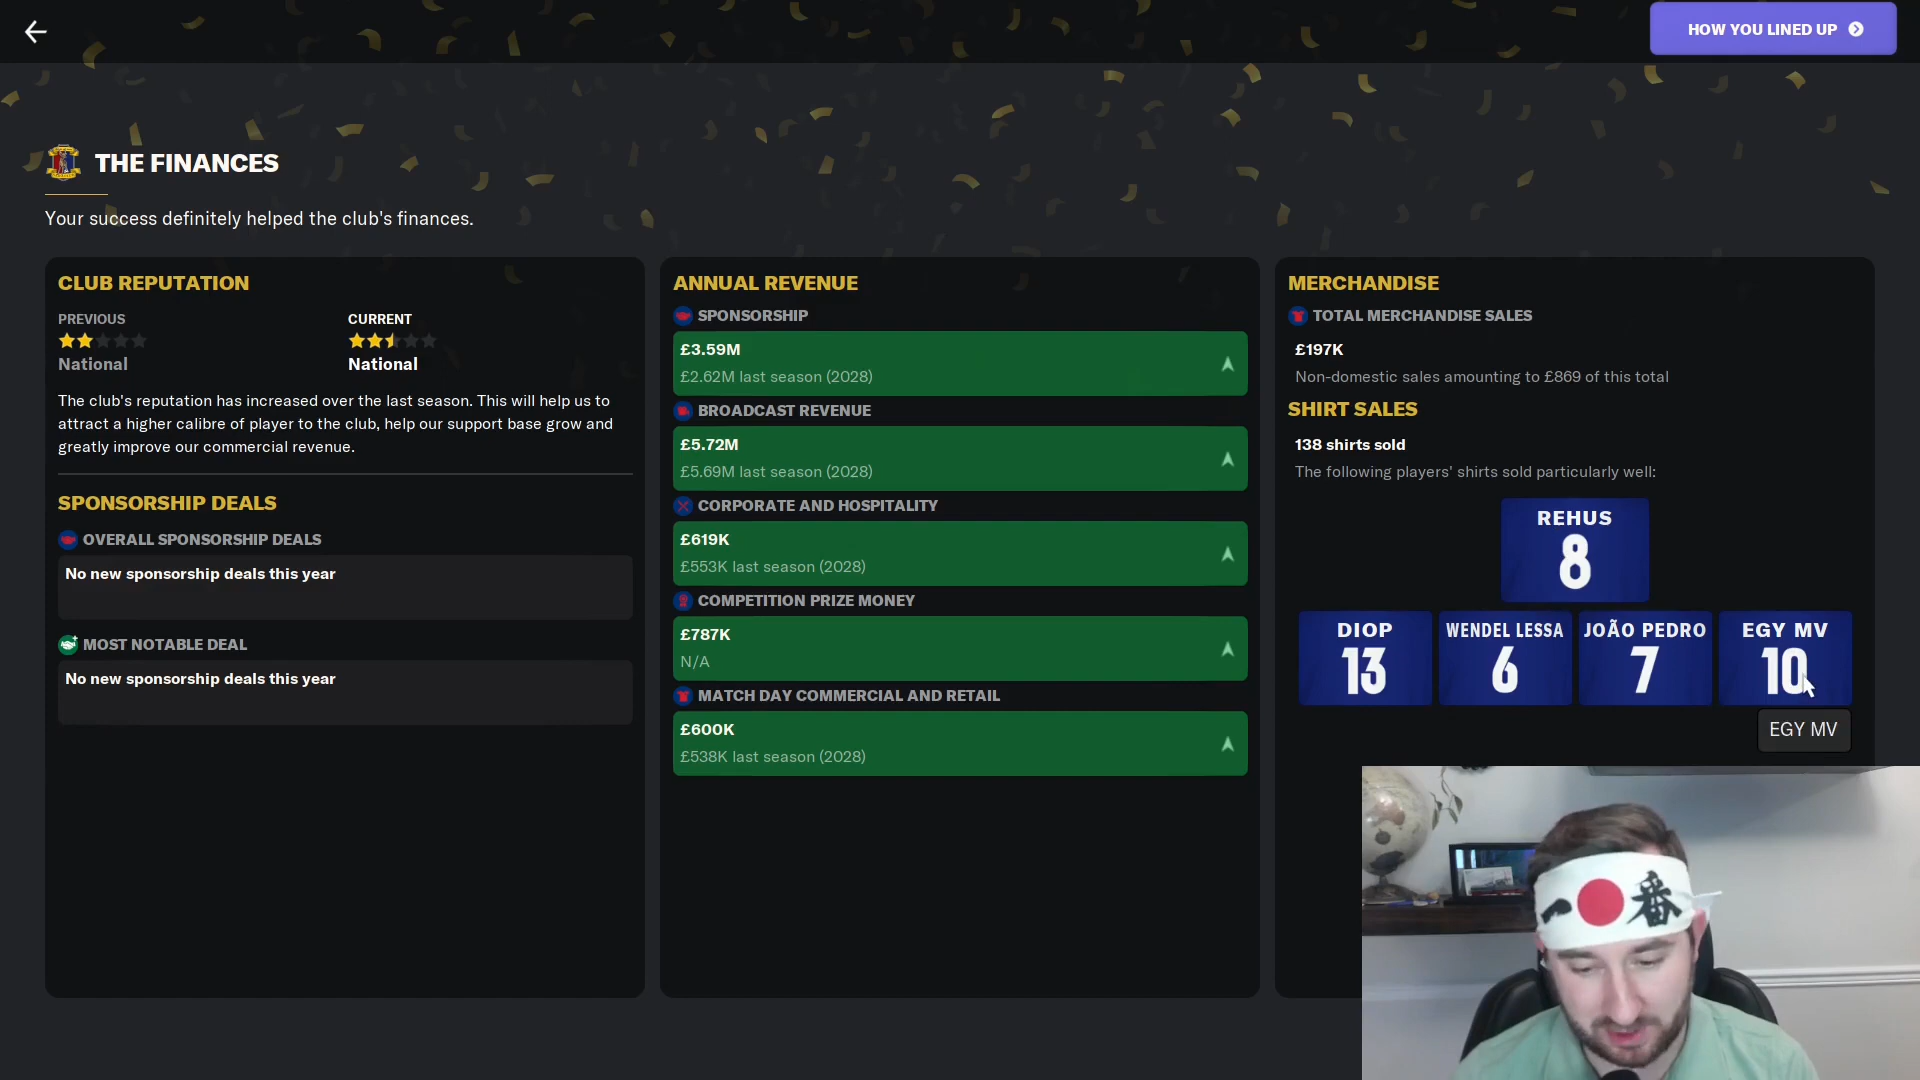 HOW YOU LINED UP
THE FINANCES
Your success definitely helped the club's finances.
CLUB REPUTATION
PREVIOUS
CURRENT
National
National
The club's reputation has increased over the last season. This will help us to
attract a higher calibre of player to the club, help our support base grow and
greatly improve our commercial revenue.
SPONSORSHIP DEALS
OVERALL SPONSORSHIP DEALS
No new sponsorship deals this year
MOST NOTABLE DEAL
No new sponsorship deals this year
ANNUAL REVENUE
SPONSORSHIP
£3.59M
£2.62M last season (2028)
BROADCAST REVENUE
£5.72M
£5.69M last season (2028)
CORPORATE AND HOSPITALITY
£619K
£553K last season (2028)
COMPETITION PRIZE MONEY
£787K
N/A
MATCH DAY COMMERCIAL AND RETAIL
£600K
£538K last season (2028)
MERCHANDISE
TOTAL MERCHANDISE SALES
£197K
Non-domestic sales amounting to £869 of this total
SHIRT SALES
138 shirts sold
The following players' shirts sold particularly well:
REHUS
8
DIOP
13
WENDEL LESSA
6
JOÃO PEDRO
7
EGY MV
10
EGY MV
一番